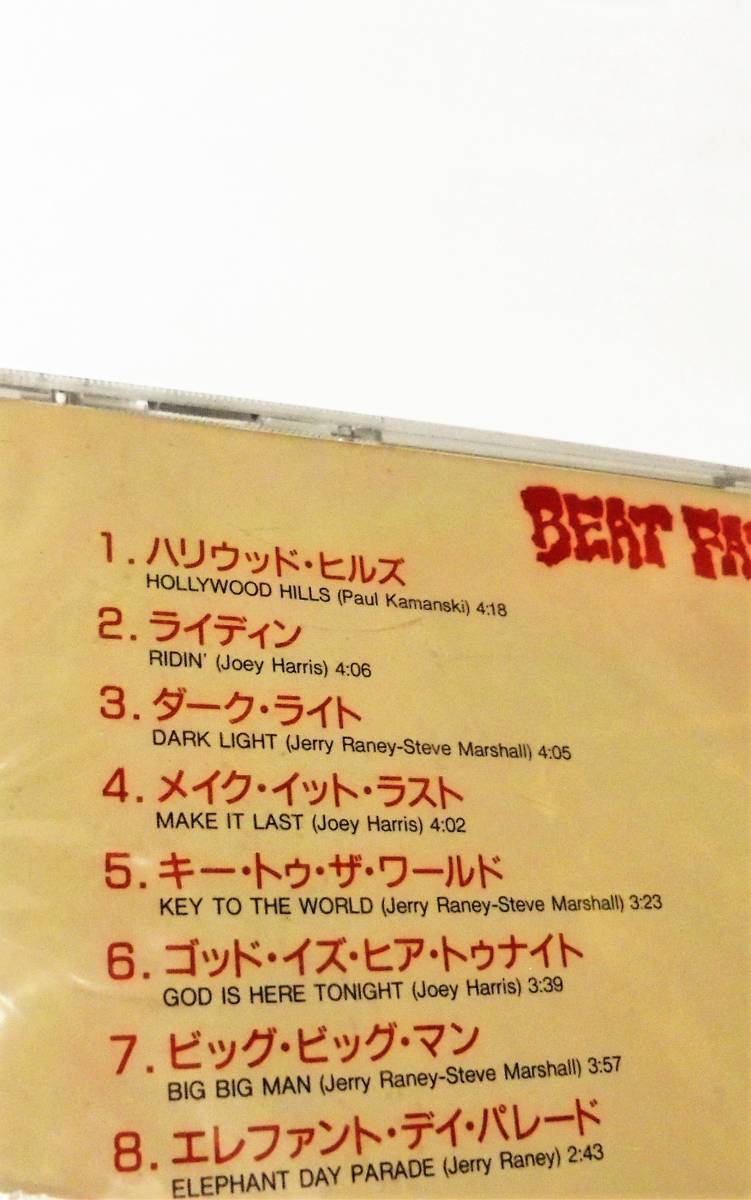 BEAT FA
1. ハリウッド・ヒルズ
HOLLYWOOD HILLS (Paul Kamanski) 4:18
2. ライディン
RIDIN' (Joey Harris) 4:06
3. ダーク・ライト
DARK LIGHT (Jerry Raney-Steve Marshall) 4:05
4. メイク・イット・ラスト
MAKE IT LAST (Joey Harris) 4:02
5. キー・トゥ・ザ・ワールド
KEY TO THE WORLD (Jerry Raney-Steve Marshall) 3:23
6. ゴッド・イズ・ヒア・トゥナイト
GOD IS HERE TONIGHT (Joey Harris) 3:39
7. ビッグ・ビッグ・マン
BIG BIG MAN (Jerry Raney-Steve Marshall) 3:57
8. エレファント・デイ・パレード
ELEPHANT DAY PARADE (Jerry Raney) 2:43